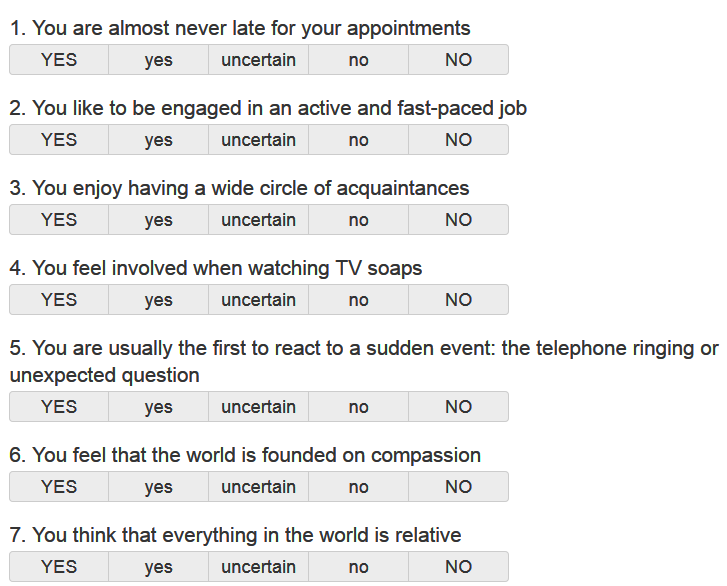 1. You are almost never late for your appointments
YES yes uncertain no NO
2. You like to be engaged in an active and fast-paced job
YES yes uncertain no NO
3. You enjoy having a wide circle of acquaintances
YES yes uncertain no NO
4. You feel involved when watching TV soaps
YES yes uncertain no NO
5. You are usually the first to react to a sudden event: the telephone ringing or
unexpected question
YES yes uncertain no NO
6. You feel that the world is founded on compassion
YES yes uncertain no NO
7. You think that everything in the world is relative
YES yes uncertain no NO